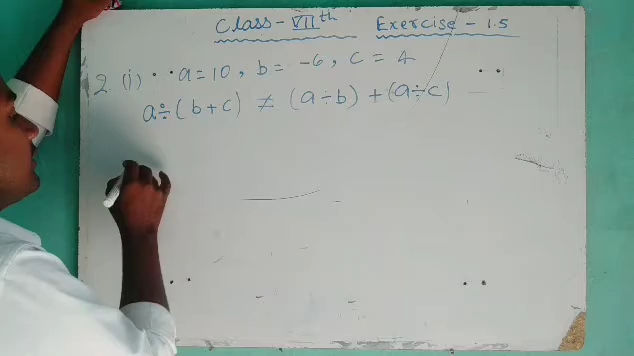 Class - VIIth Exercise - 1.5
2 (i) a = 10, b = -6, c = 4
a ÷ (b + c) ≠ (a ÷ b) + (a ÷ c)